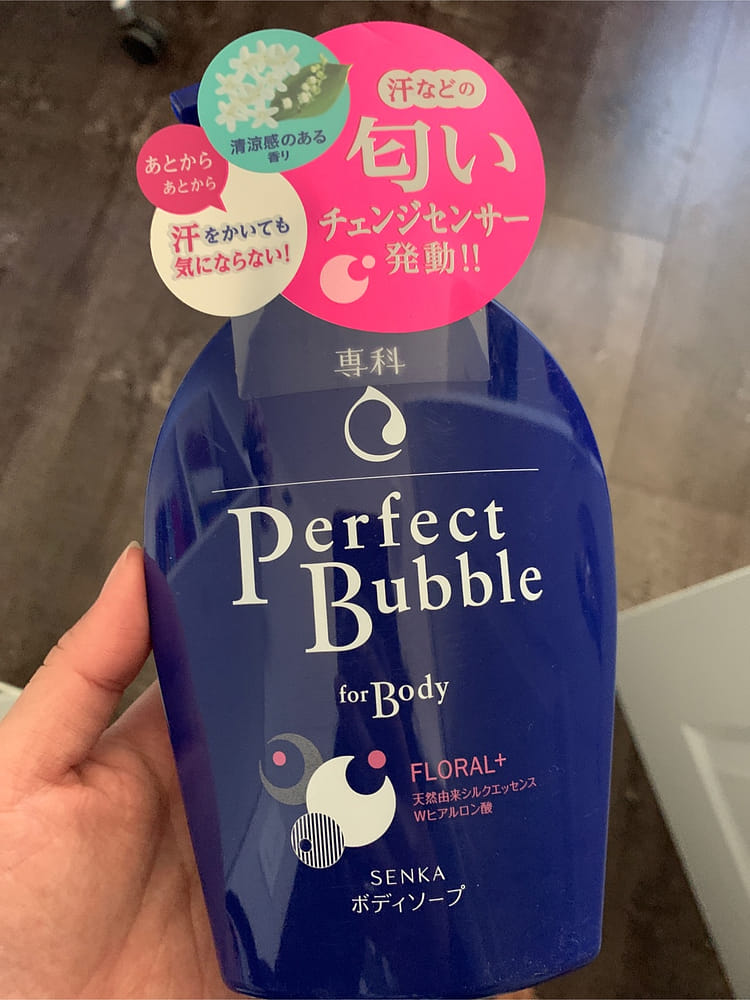 清涼感のある
香り
汗などの
匂い
チェンジセンサー
発動!!
あとから
あとから
汗をかいても
気にならない!
専科
Perfect
Bubble
for Body
FLORAL+
天然由来シルクエッセンス
Wヒアルロン酸
SENKA
ボディソープ